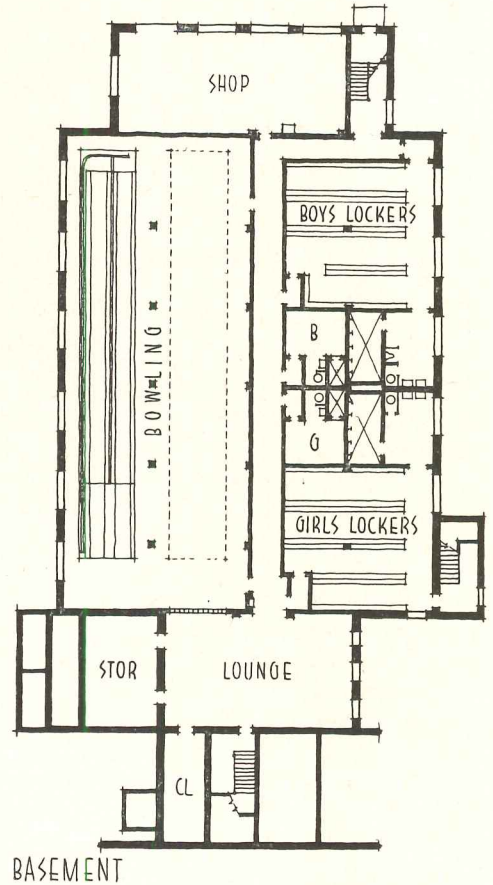 SHOP
BOYS LOCKERS
BOWLING
B
G
GIRLS LOCKERS
STOR
LOUNGE
CL
BASEMENT